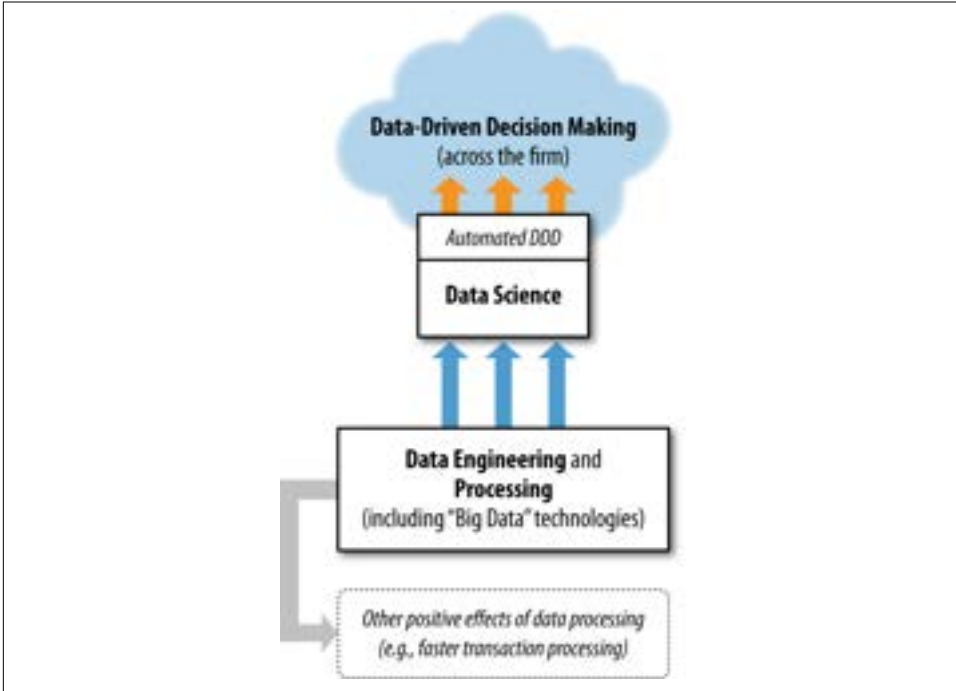 Data-Driven Decision Making
(across the firm)
Automated DDD
Data Science
Data Engineering and
Processing
(including "Big Data" technologies)
Other positive effects of data processing
(e.g., faster transaction processing)